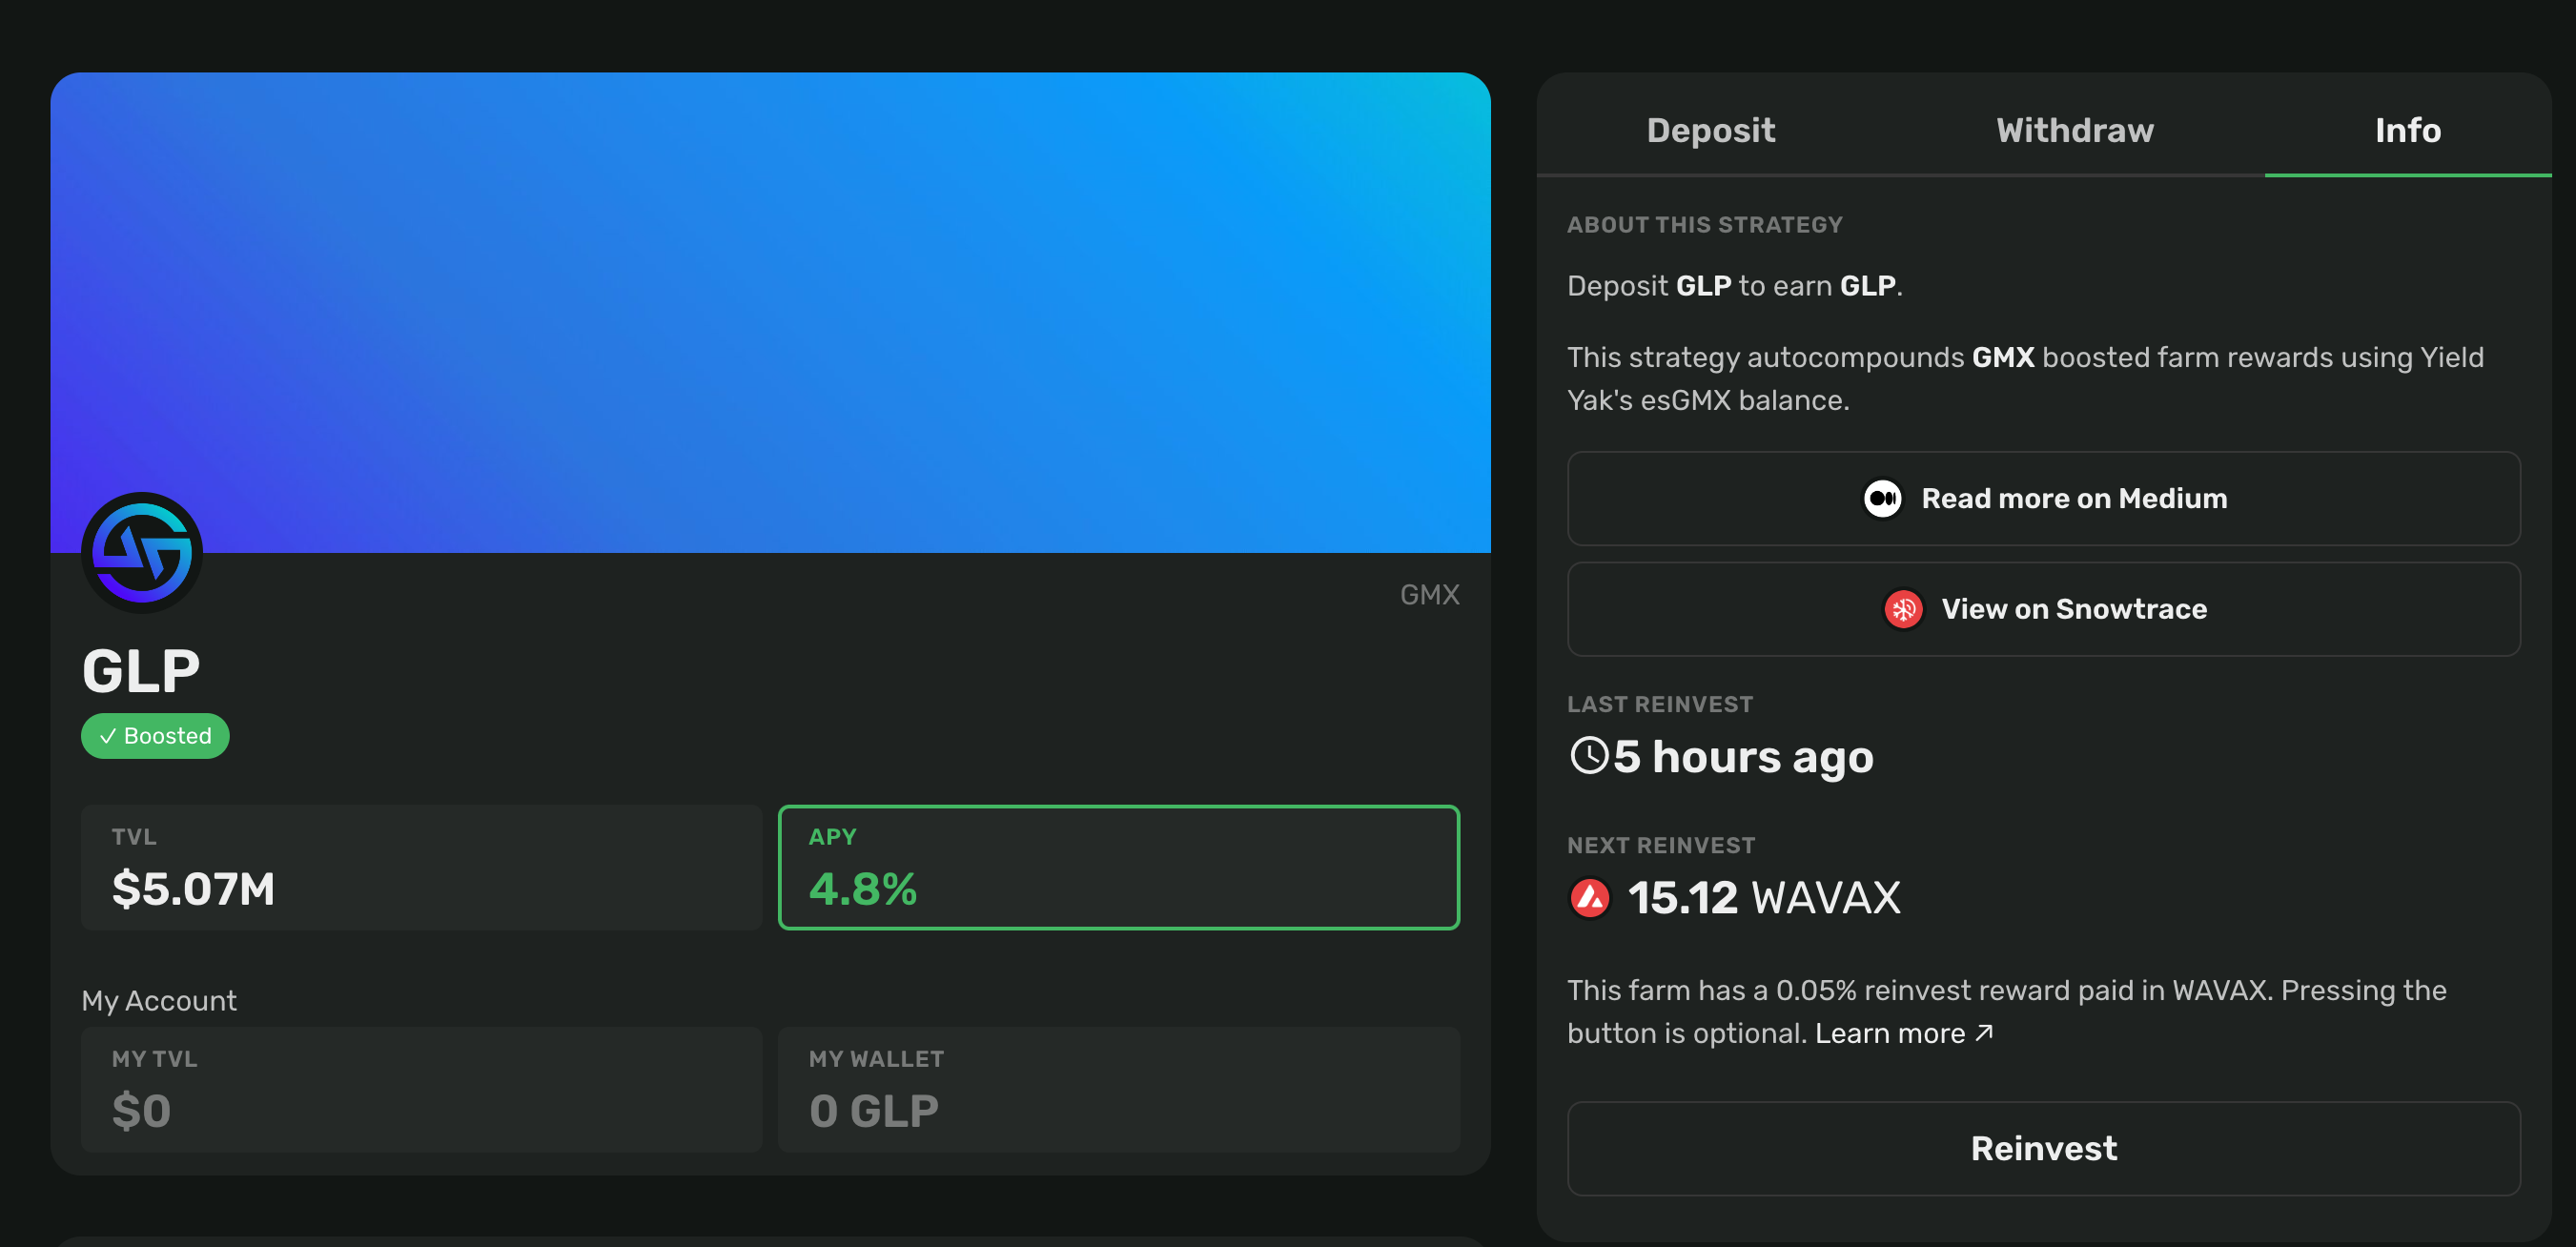 GMX
GLP
✓ Boosted
TVL
$5.07M
APY
4.8%
My Account
MY TVL
$0
MY WALLET
0 GLP
Deposit
Withdraw
Info
ABOUT THIS STRATEGY
Deposit GLP to earn GLP.
This strategy autocompounds GMX boosted farm rewards using Yield
Yak's esGMX balance.
Read more on Medium
View on Snowtrace
LAST REINVEST
5 hours ago
NEXT REINVEST
15.12 WAVAX
This farm has a 0.05% reinvest reward paid in WAVAX. Pressing the
button is optional. Learn more ↗
Reinvest